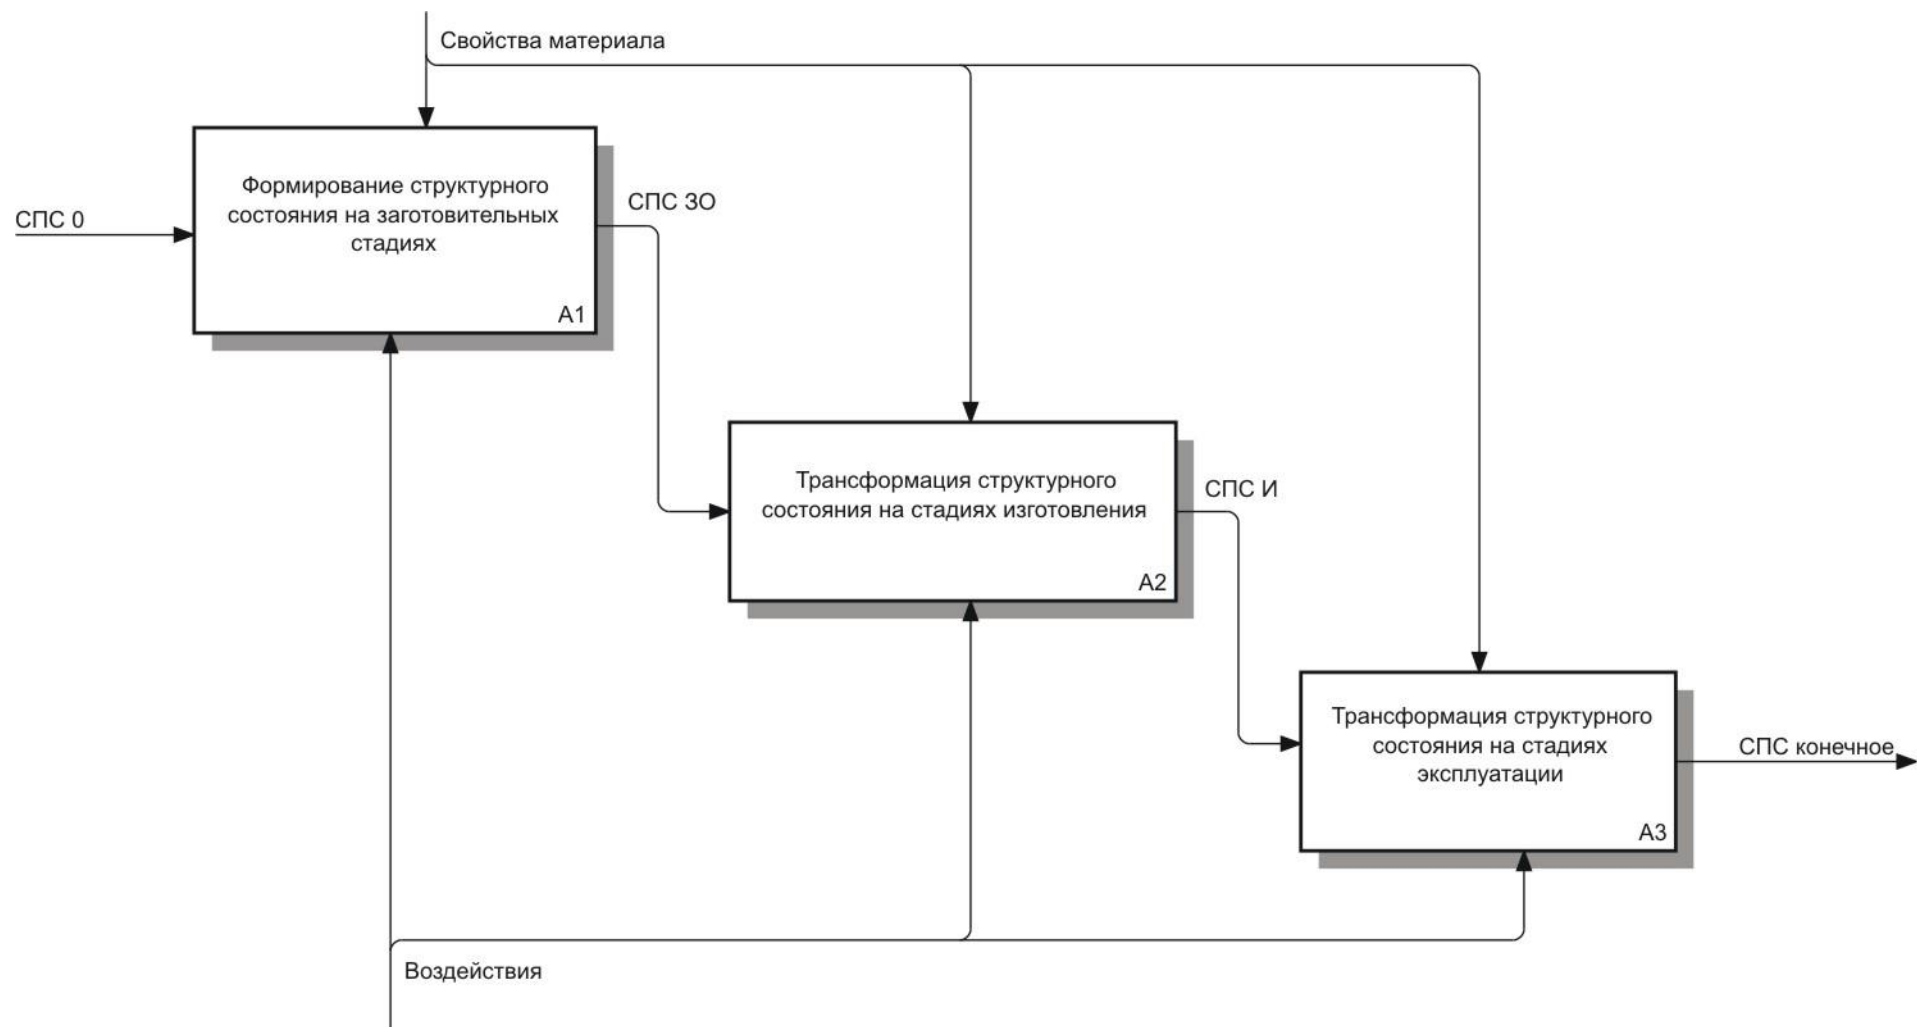 Свойства материала
СПС 0
Формирование структурного
состояния на заготовительных
стадиях
A1
СПС ЗО
Трансформация структурного
состояния на стадиях изготовления
A2
СПС И
Трансформация структурного
состояния на стадиях
эксплуатации
A3
СПС конечное
Воздействия